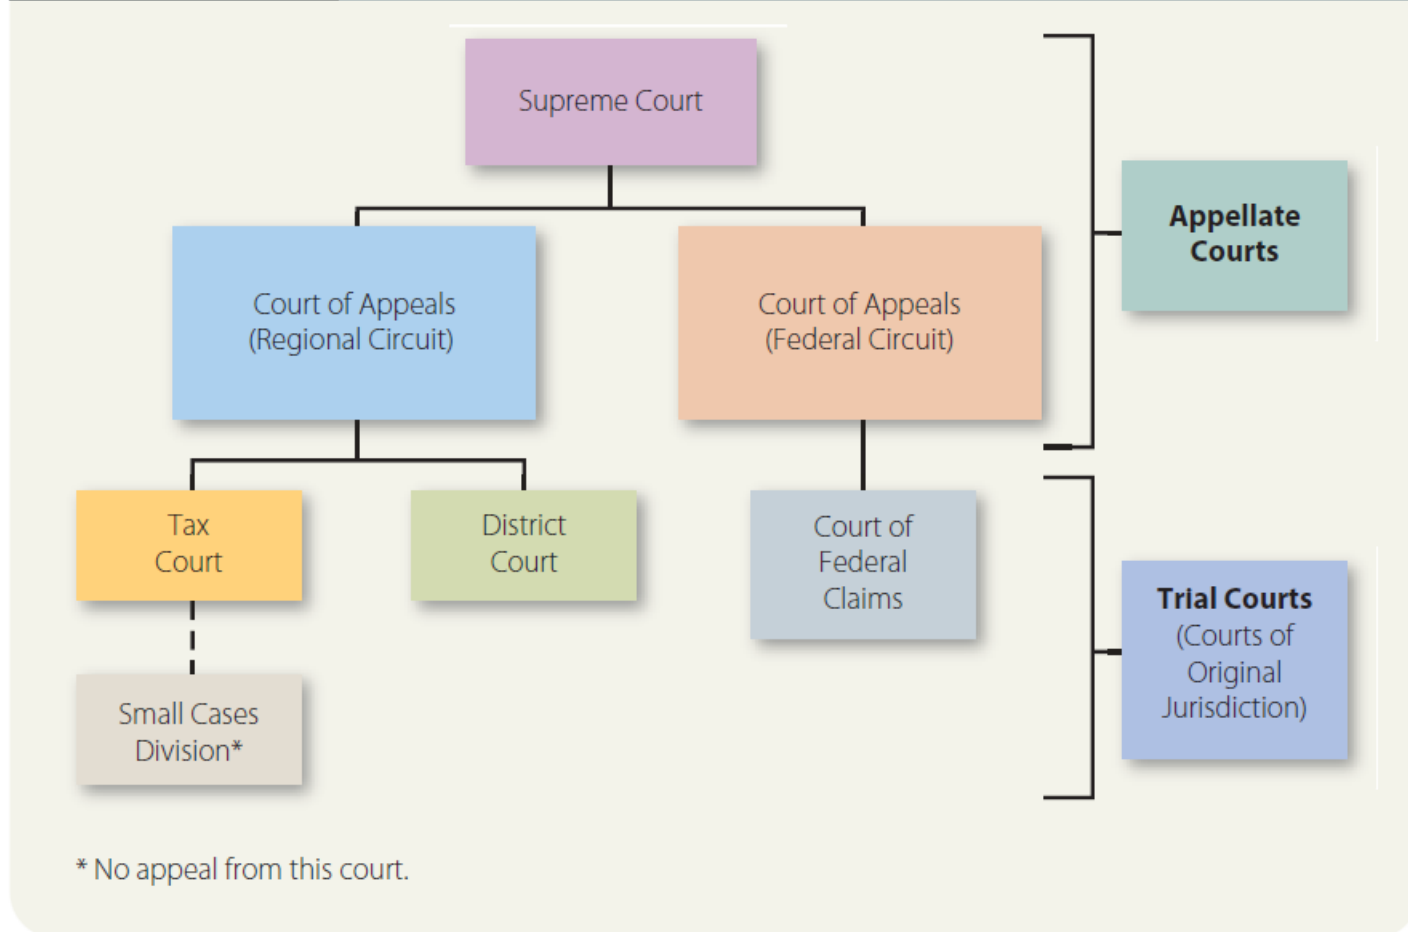 Supreme Court
Appellate
Courts
Court of Appeals
(Regional Circuit)
Court of Appeals
(Federal Circuit)
Tax
Court
District
Court
Court of
Federal
Claims
Trial Courts
(Courts of
Original
Jurisdiction)
Small Cases
Division*
* No appeal from this court.